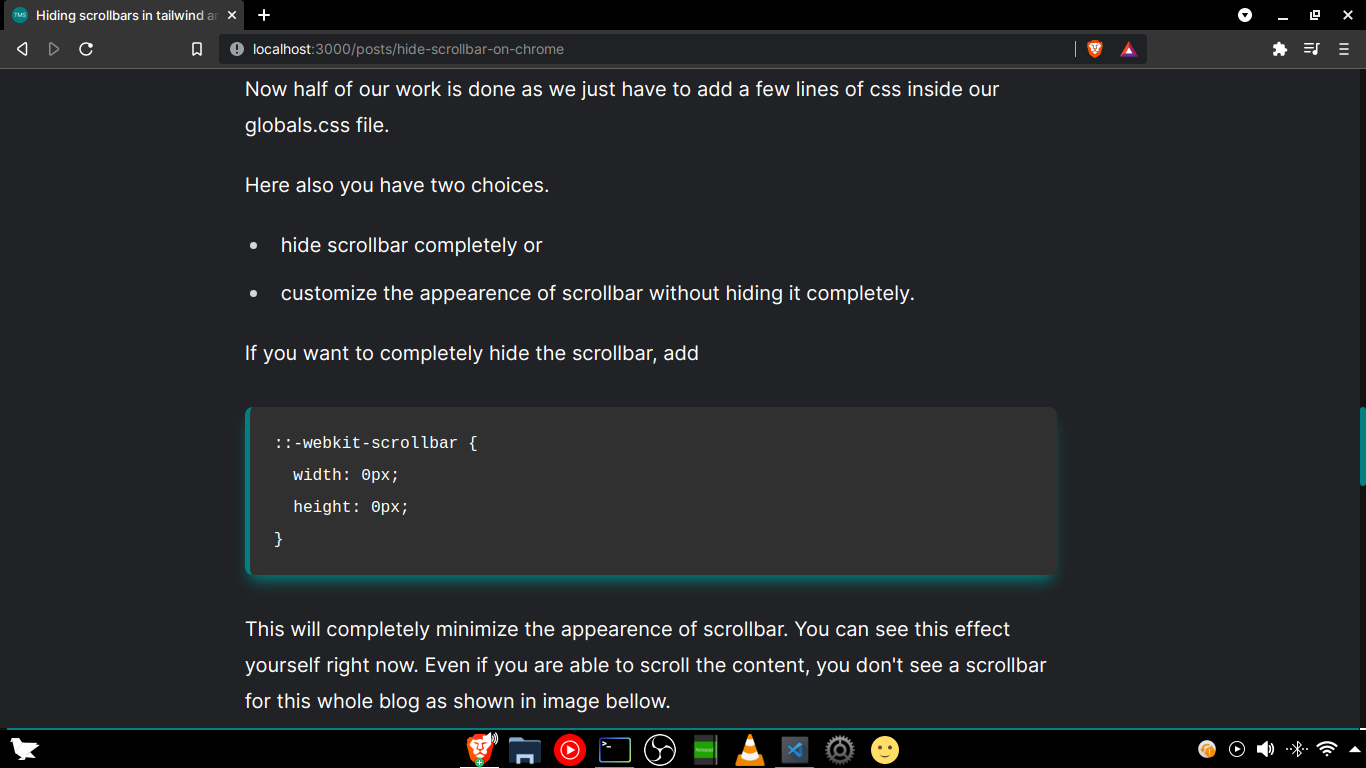 TMS Hiding scrollbars in tailwind an
localhost:3000/posts/hide-scrollbar-on-chrome
Now half of our work is done as we just have to add a few lines of css inside our
globals.css file.
Here also you have two choices.
• hide scrollbar completely or
• customize the appearence of scrollbar without hiding it completely.
If you want to completely hide the scrollbar, add
::-webkit-scrollbar {
  width: 0px;
  height: 0px;
}
This will completely minimize the appearence of scrollbar. You can see this effect
yourself right now. Even if you are able to scroll the content, you don't see a scrollbar
for this whole blog as shown in image bellow.